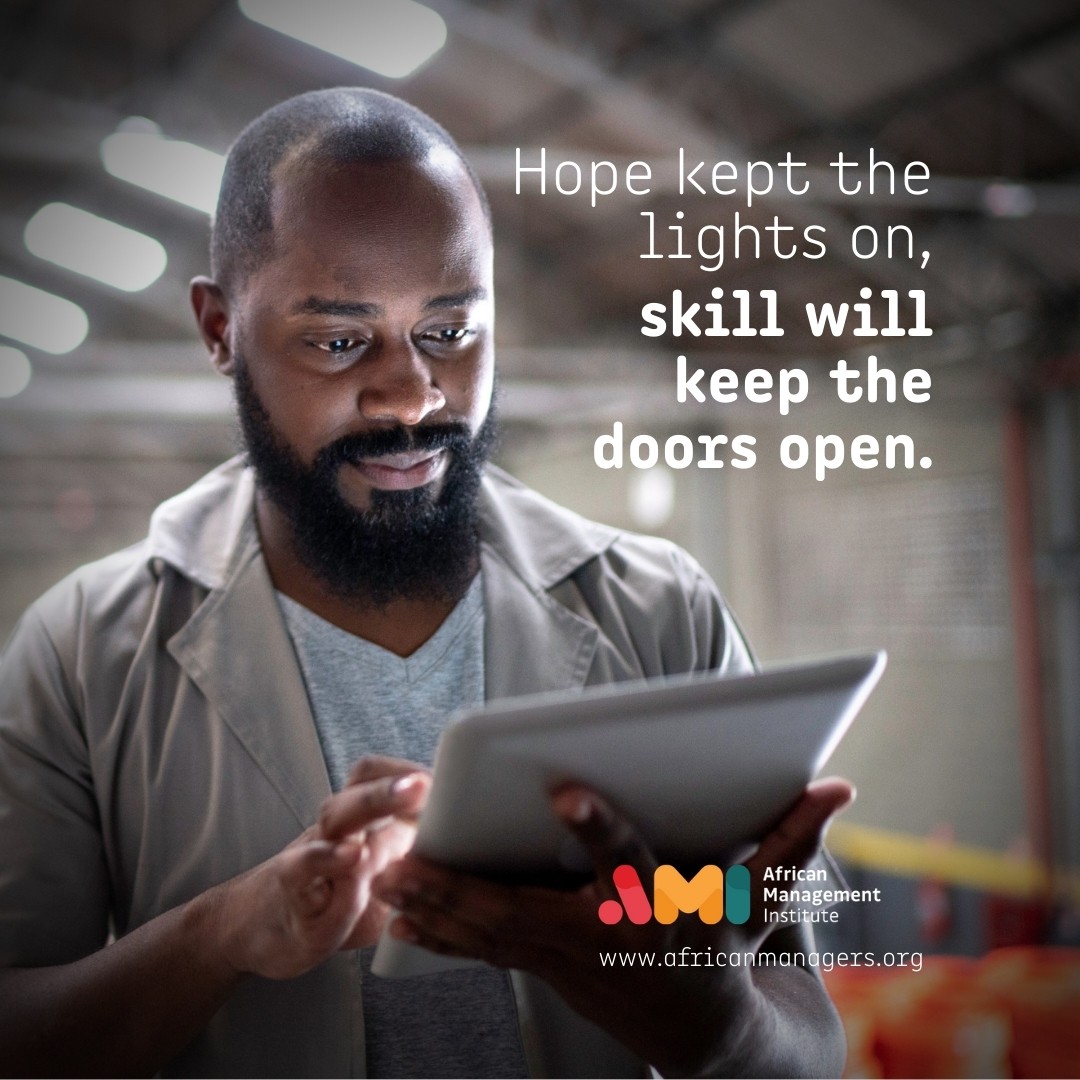 Hope kept the
lights on,
skill will
keep the
doors open.
AMI
African
Management
Institute
www.africanmanagers.org